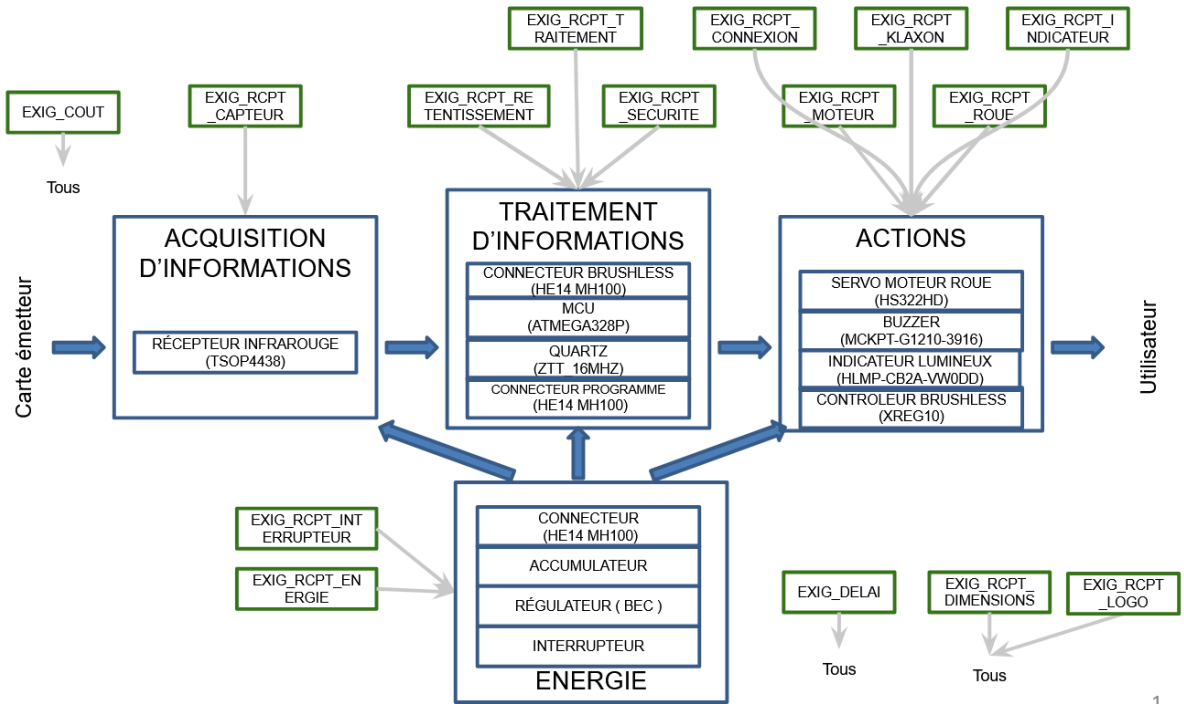 EXIG_RCPT_T
RAITEMENT
EXIG_RCPT_
CONNEXION
EXIG_RCPT
_KLAXON
EXIG_RCPT_I
NDICATEUR
EXIG_COUT
Tous
EXIG_RCPT
_CAPTEUR
EXIG_RCPT_RE
TENTISSEMENT
EXIG_RCPT
_SECURITE
EXIG_RCPT
_MOTEUR
EXIG_RCPT
_ROUE
Carte émetteur
ACQUISITION
D'INFORMATIONS
RÉCEPTEUR INFRAROUGE
(TSOP4438)
TRAITEMENT
D'INFORMATIONS
CONNECTEUR BRUSHLESS
(HE14 MH100)
MCU
(ATMEGA328P)
QUARTZ
(ZTT_16MHZ)
CONNECTEUR PROGRAMME
(HE14 MH100)
ACTIONS
SERVO MOTEUR ROUE
(HS322HD)
BUZZER
(MCKPT-G1210-3916)
INDICATEUR LUMINEUX
(HLMP-CB2A-VW0DD)
CONTROLEUR BRUSHLESS
(XREG10)
Utilisateur
EXIG_RCPT_INT
ERRUPTEUR
EXIG_RCPT_EN
ERGIE
CONNECTEUR
(HE14 MH100)
ACCUMULATEUR
RÉGULATEUR ( BEC )
INTERRUPTEUR
ENERGIE
EXIG_DELAI
Tous
EXIG_RCPT_
DIMENSIONS
EXIG_RCPT
_LOGO
Tous
1